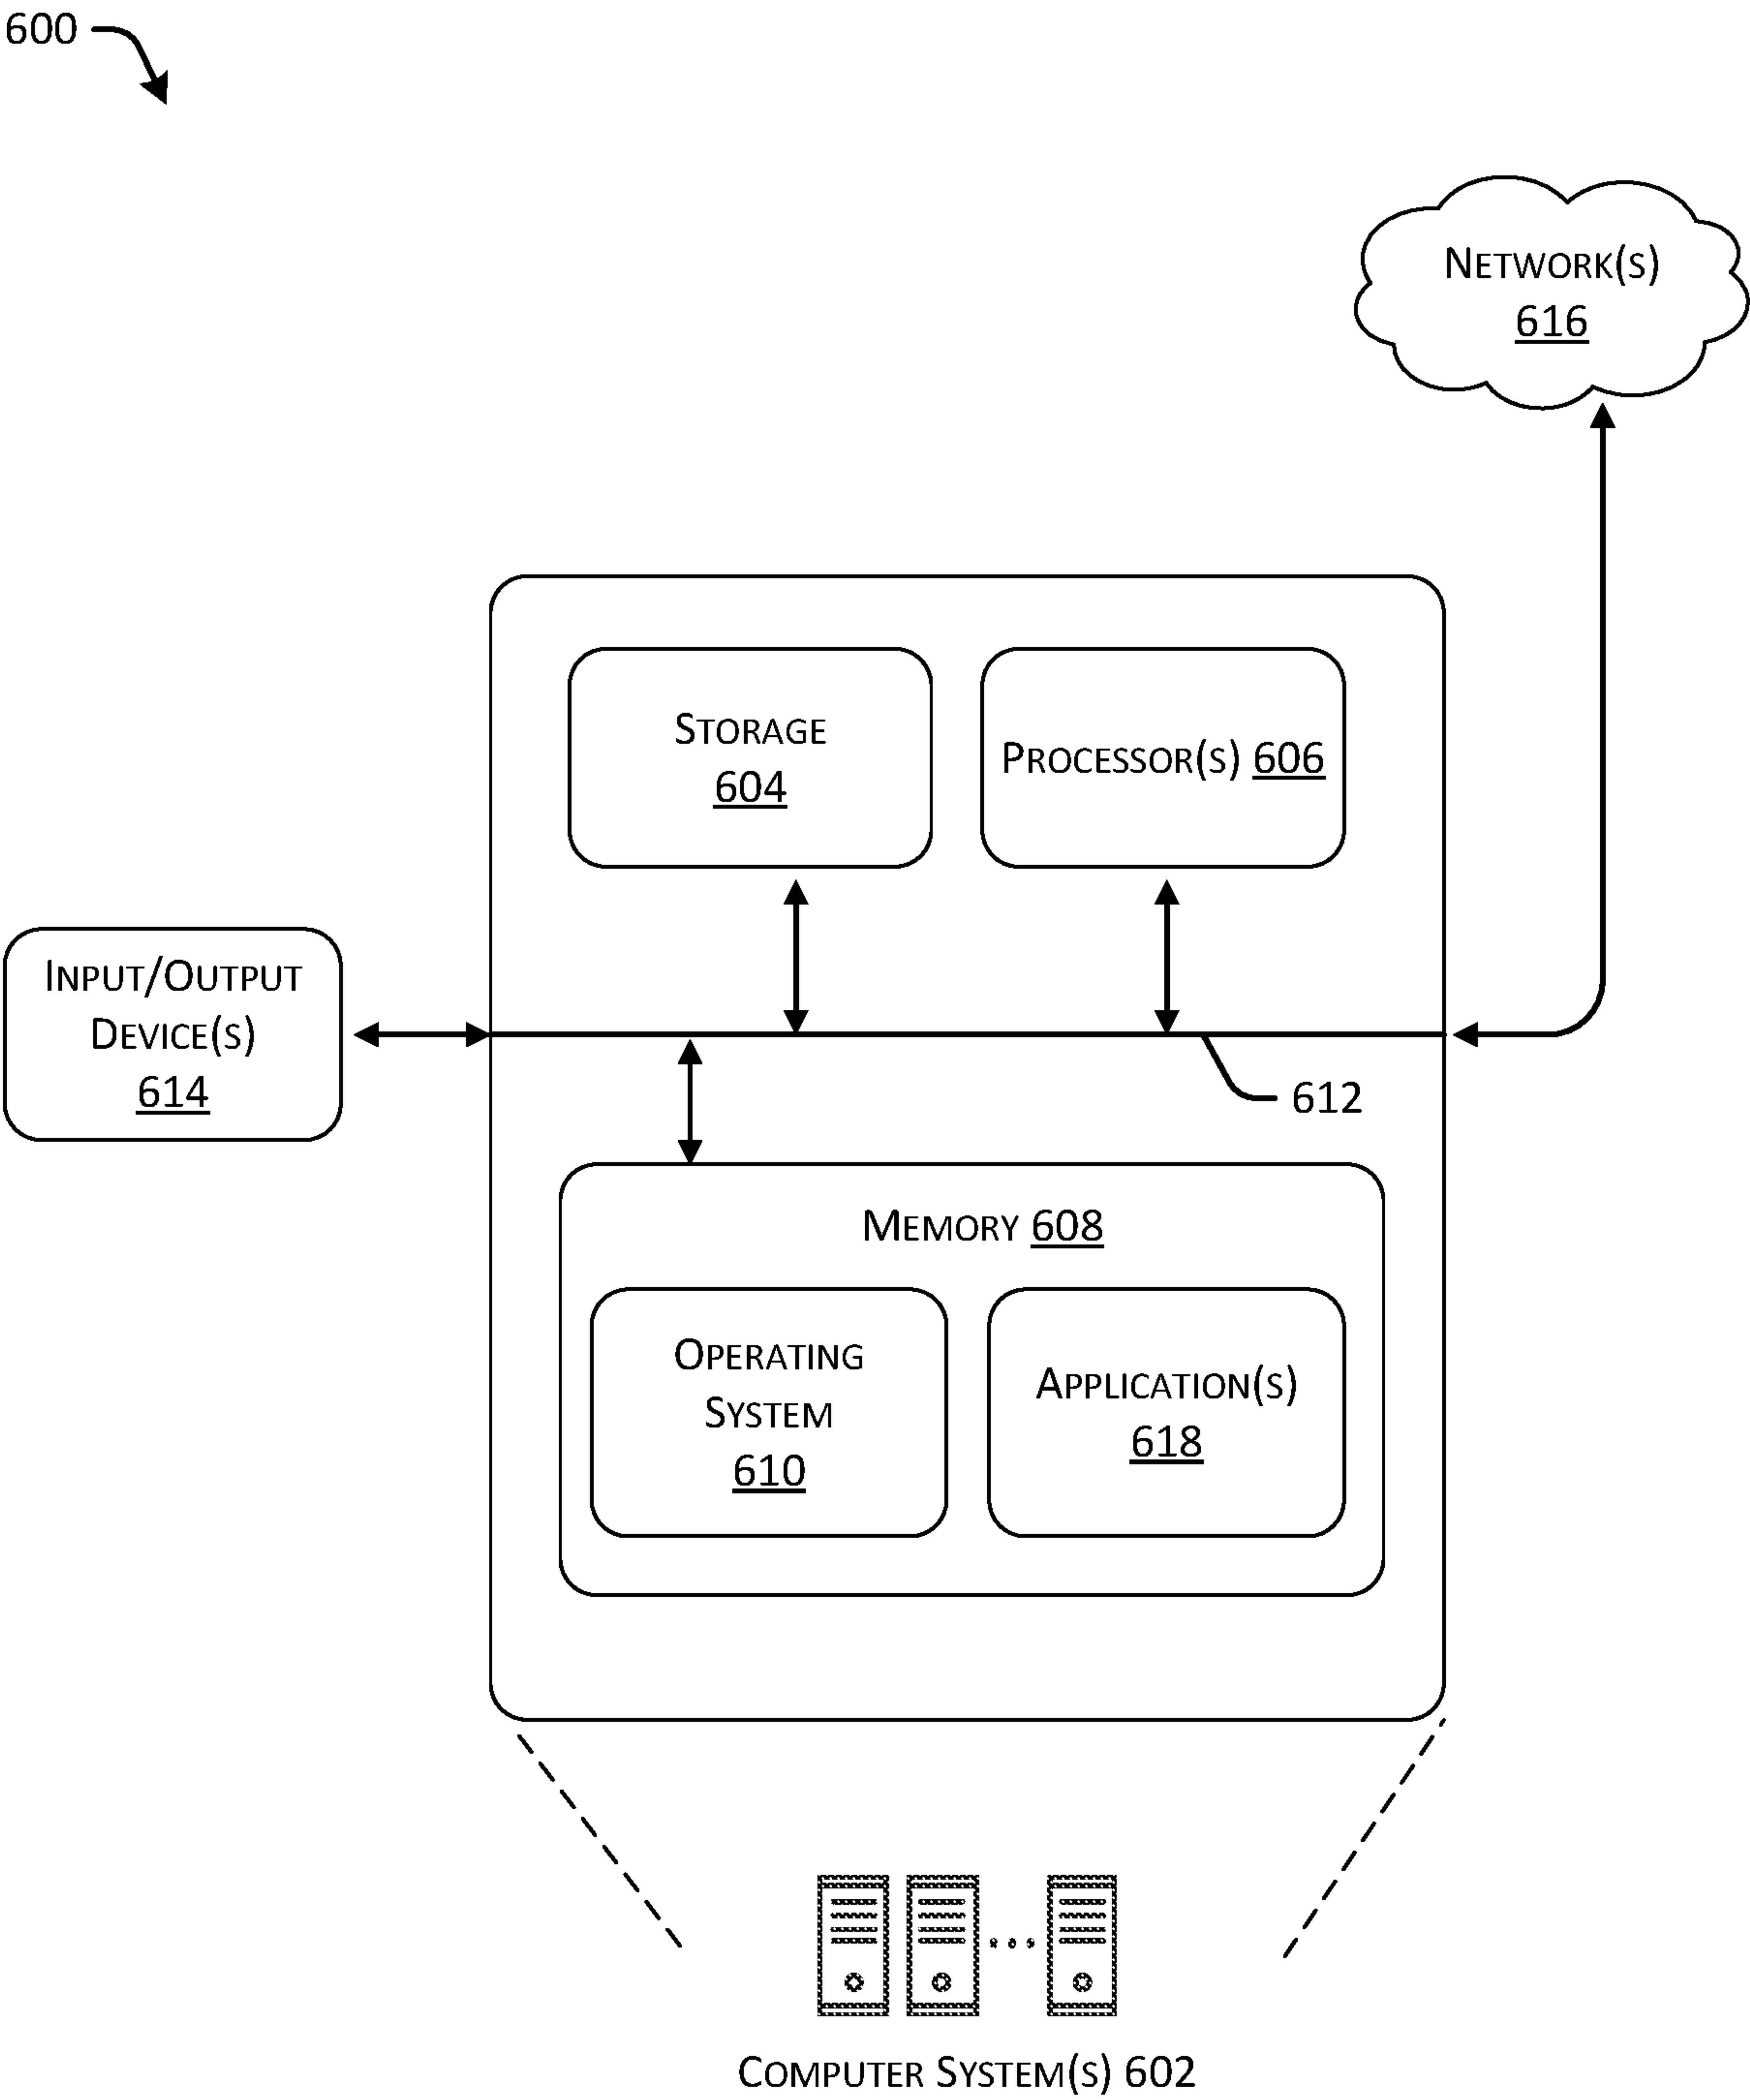 600
NETWORK(S)
616
STORAGE
604
PROCESSOR(S) 606
INPUT/OUTPUT
DEVICE(S)
614
612
MEMORY 608
OPERATING
SYSTEM
610
APPLICATION(S)
618
COMPUTER SYSTEM(S) 602